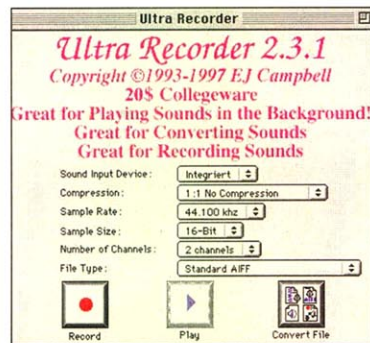 Ultra Recorder
Ultra Recorder 2.3.1
Copyright ©1993-1997 EJ Campbell
20$ Collegeware
Great for Playing Sounds in the Background!
Great for Converting Sounds
Great for Recording Sounds
Sound Input Device: Integriert
Compression: 1:1 No Compression
Sample Rate: 44.100 khz
Sample Size: 16-Bit
Number of Channels: 2 channels
File Type: Standard AIFF
Record Play Convert File